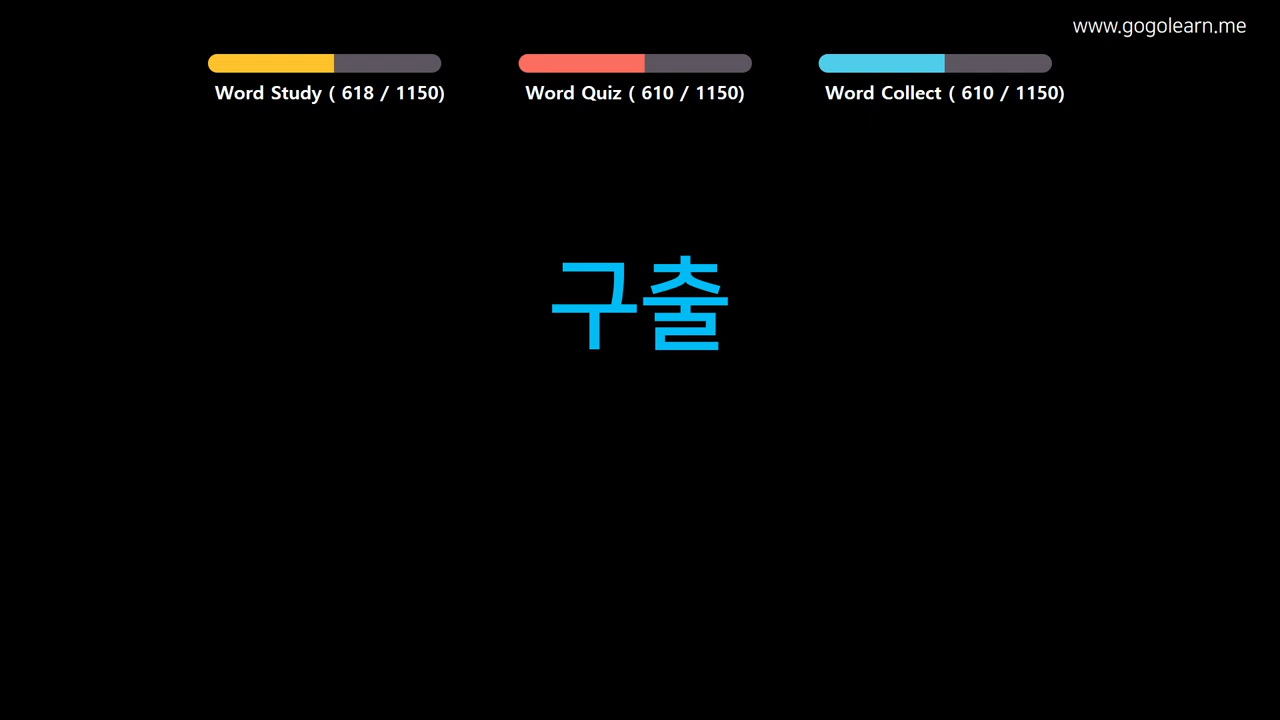 www.gogolearn.me
Word Study ( 618 / 1150)
Word Quiz ( 610 / 1150)
Word Collect ( 610 / 1150)
구출